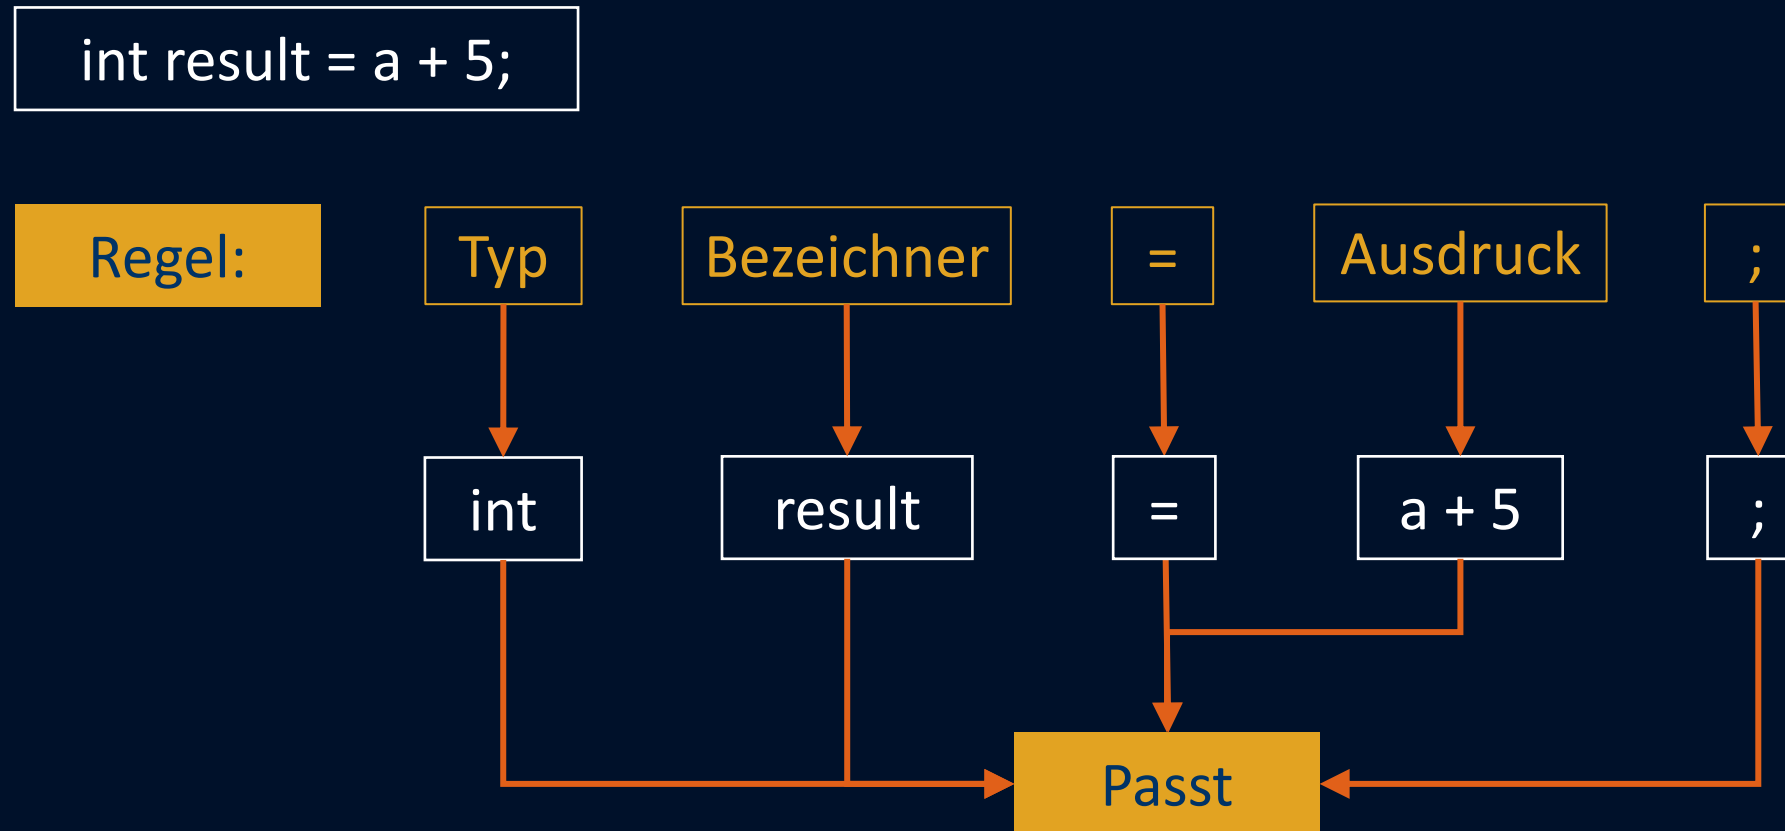 int result = a + 5;
Regel:
Typ
Bezeichner
=
Ausdruck
;
int
result
=
a + 5
;
Passt